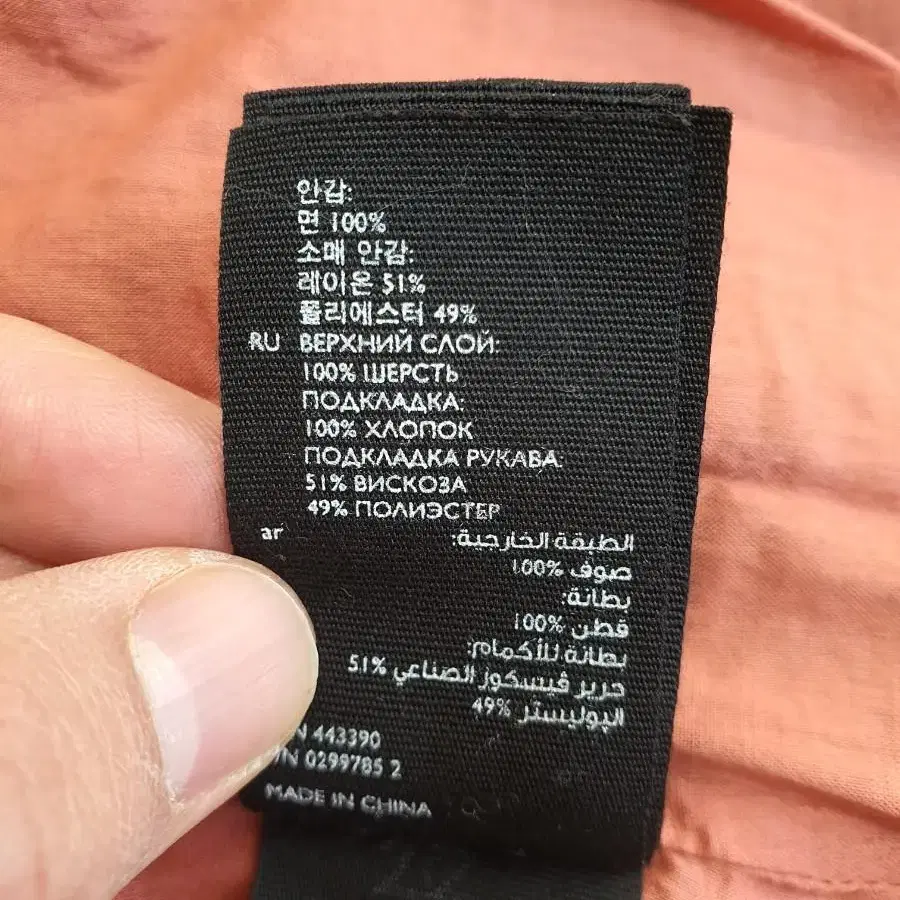 안감:
면 100%
소매 안감:
레이온 51%
폴리에스터 49%
RU ВЕРХНИЙ СЛОЙ:
100% ШЕРСТЬ
ПОДКЛАДКА:
100% ХЛОПОК
ПОДКЛАДКА РУКАВА:
51% ВИСКОЗА
49% ПОЛИЭСТЕР
ar الطبقة الخارجية:
صوف %100
بطانة:
قطن %100
بطانة للأكمام:
حرير ڤيسكوز الصناعي %51
البوليستر %49
N 443390
/N 0299785 2
MADE IN CHINA